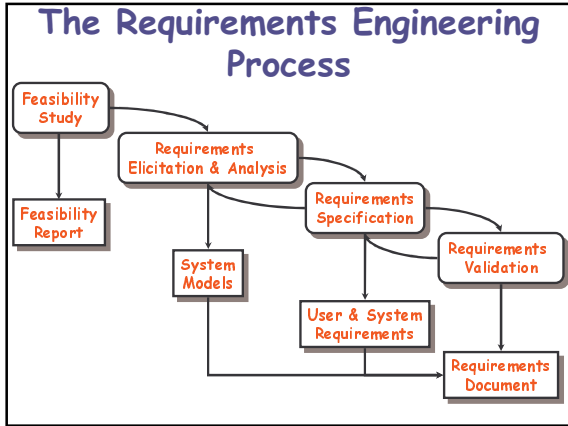 The Requirements Engineering
Process
Feasibility
Study
Requirements
Elicitation & Analysis
Requirements
Specification
Feasibility
Report
Requirements
Validation
System
Models
User & System
Requirements
Requirements
Document